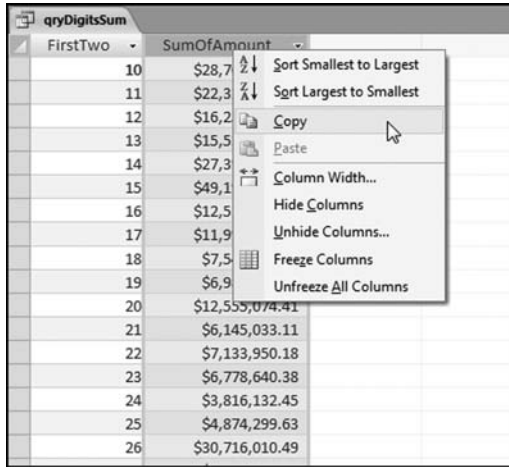 qryDigitsSum
FirstTwo SumOfAmount
10 $28,7
11 $22,3
12 $16,2
13 $15,5
14 $27,3
15 $49,1
16 $12,5
17 $11,9
18 $7,5
19 $6,9
20 $12,555,074.41
21 $6,145,033.11
22 $7,133,950.18
23 $6,778,640.38
24 $3,816,132.45
25 $4,874,299.63
26 $30,716,010.49
Sort Smallest to Largest
Sort Largest to Smallest
Copy
Paste
Column Width...
Hide Columns
Unhide Columns...
Freeze Columns
Unfreeze All Columns